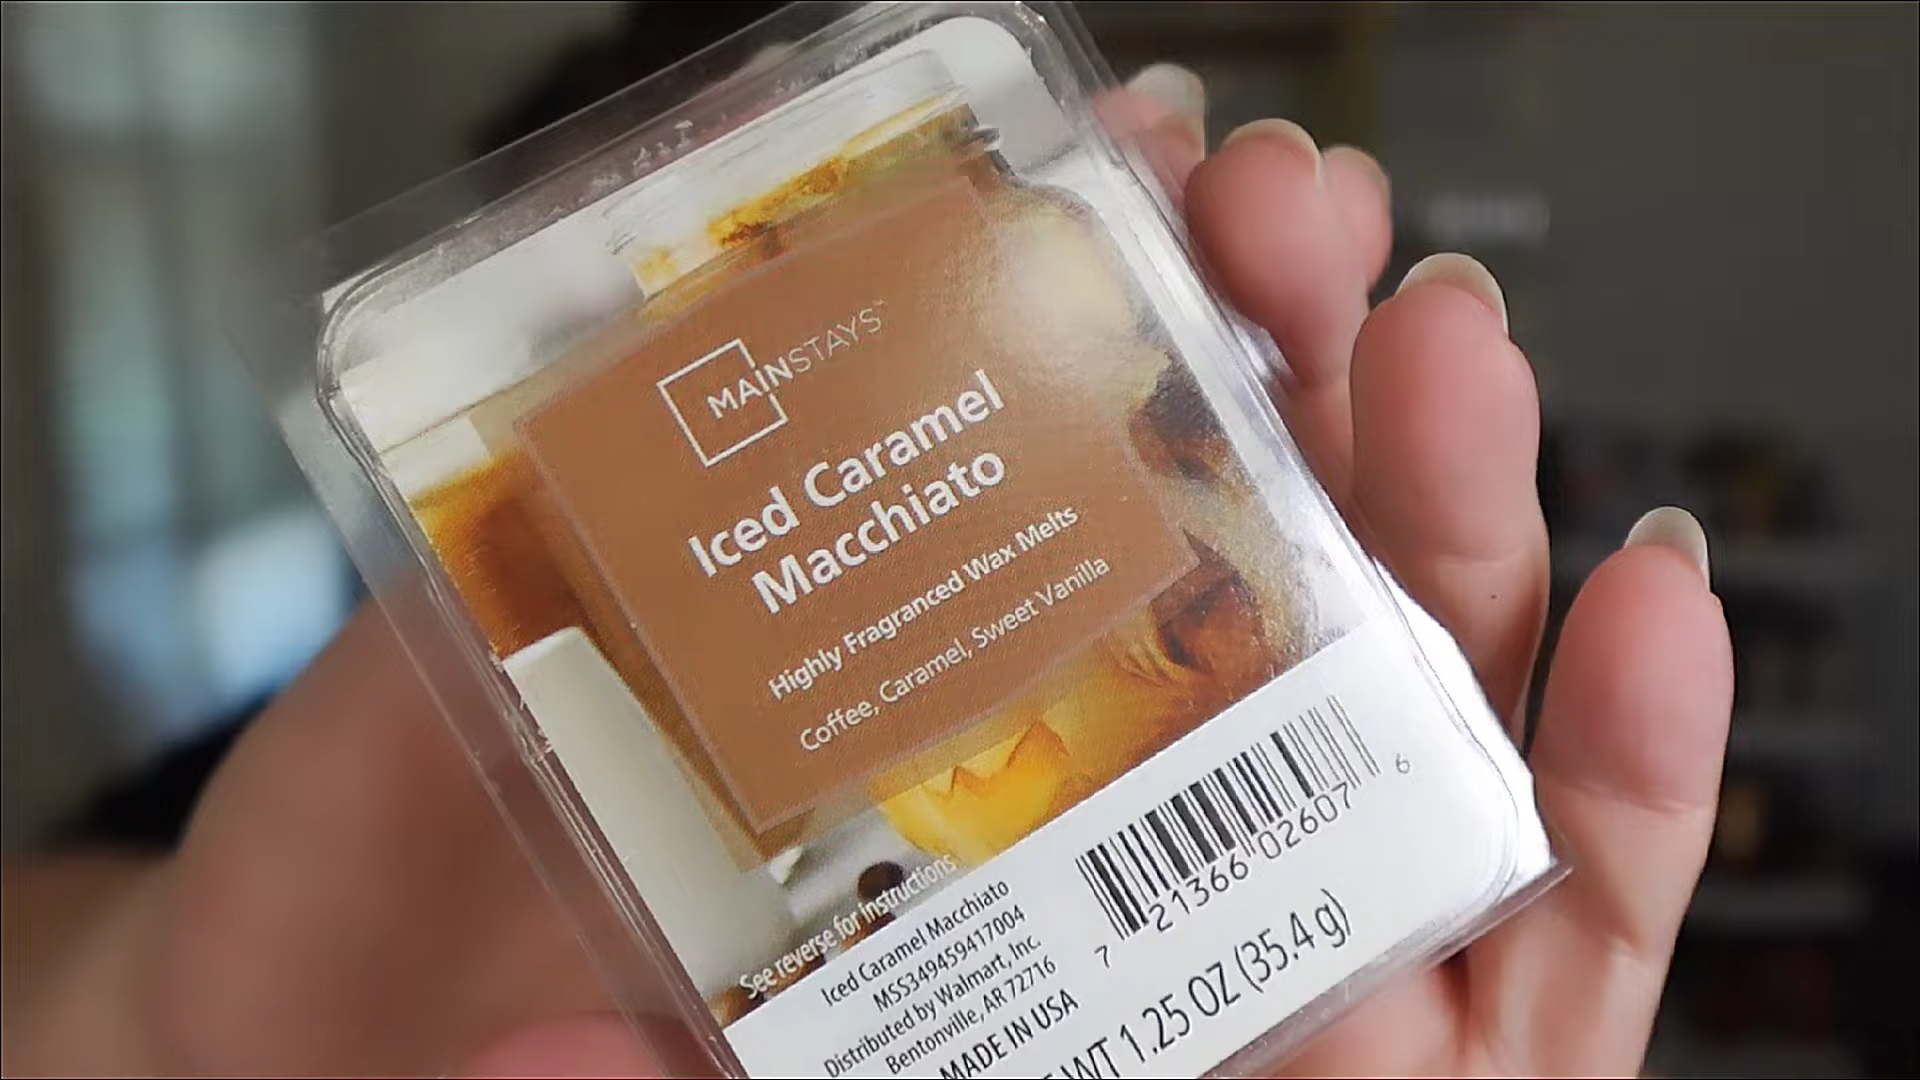 MAINSTAYS™
Iced Caramel
Macchiato
Highly Fragranced Wax Melts
Coffee, Caramel, Sweet Vanilla
See reverse for instructions
Iced Caramel Macchiato
MSS349459417004
Distributed by Walmart, Inc.
Bentonville, AR 72716
MADE IN USA
7 21366 02607 6
WT 1.25 OZ (35.4 g)